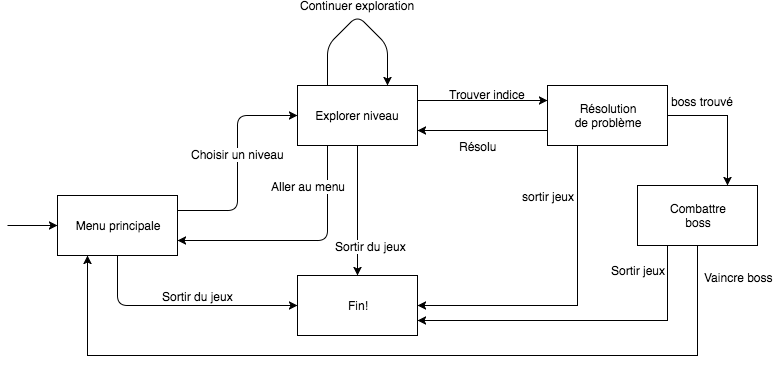 Continuer exploration
Explorer niveau
Trouver indice
Résolution
de problème
boss trouvé
Résolu
Choisir un niveau
Aller au menu
sortir jeux
Combattre
boss
Menu principale
Sortir du jeux
Sortir jeux
Vaincre boss
Sortir du jeux
Fin!